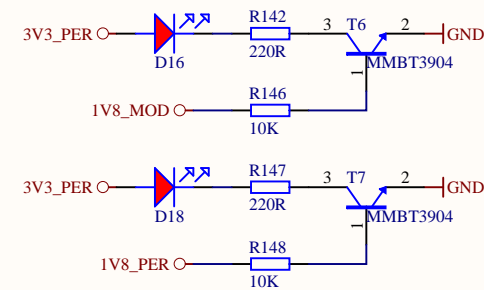 R142
T6
3V3_PER
3
2
GND
D16
220R
1
MMBT3904
R146
1V8_MOD
10K
R147
T7
3V3_PER
3
2
GND
D18
220R
1
MMBT3904
R148
1V8_PER
10K